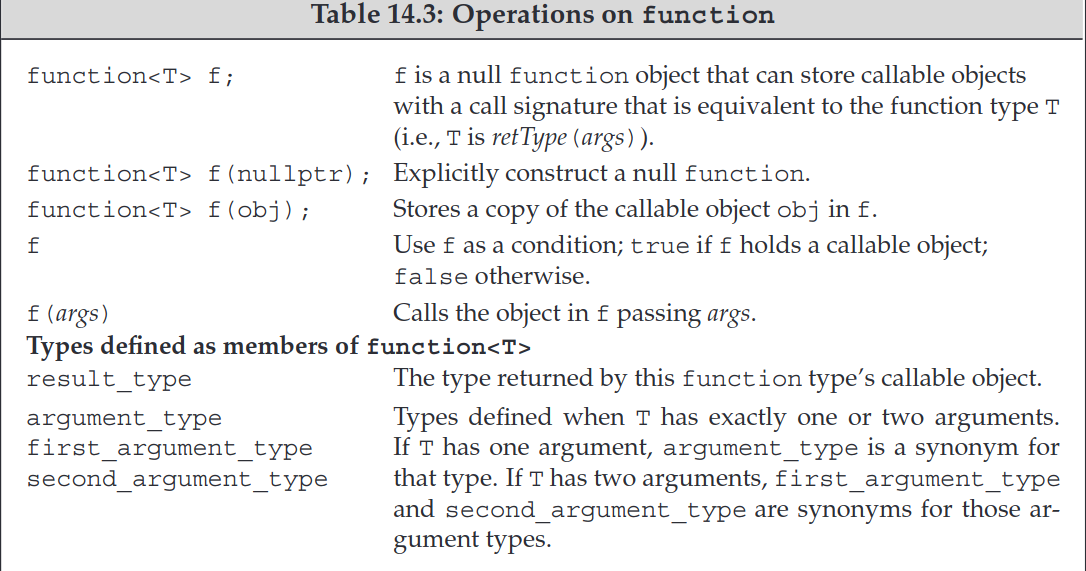 Table 14.3: Operations on function
function<T> f; f is a null function object that can store callable objects
with a call signature that is equivalent to the function type T
(i.e., T is retType(args)).
function<T> f(nullptr); Explicitly construct a null function.
function<T> f(obj); Stores a copy of the callable object obj in f.
f Use f as a condition; true if f holds a callable object;
false otherwise.
f(args) Calls the object in f passing args.
Types defined as members of function<T>
result_type The type returned by this function type’s callable object.
argument_type Types defined when T has exactly one or two arguments.
first_argument_type If T has one argument, argument_type is a synonym for
second_argument_type that type. If T has two arguments, first_argument_type
and second_argument_type are synonyms for those ar-
gument types.